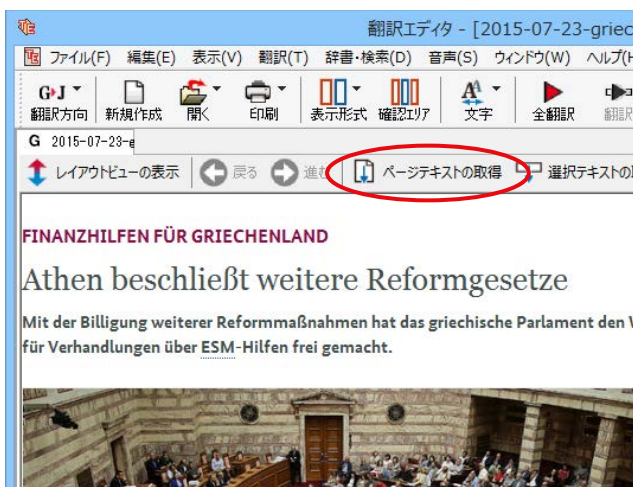 翻訳エディタ - [2015-07-23-griec
ファイル(F) 編集(E) 表示(V) 翻訳(T) 辞書・検索(D) 音声(S) ウィンドウ(W) ヘルプ(H
G▶J
翻訳方向 新規作成 開く 印刷 表示形式 確認エリア 文字 全翻訳 翻訳
G 2015-07-23-g
レイアウトビューの表示 戻る 進む ページテキストの取得 選択テキストの
FINANZHILFEN FÜR GRIECHENLAND
Athen beschließt weitere Reformgesetze
Mit der Billigung weiterer Reformmaßnahmen hat das griechische Parlament den W
für Verhandlungen über ESM-Hilfen frei gemacht.